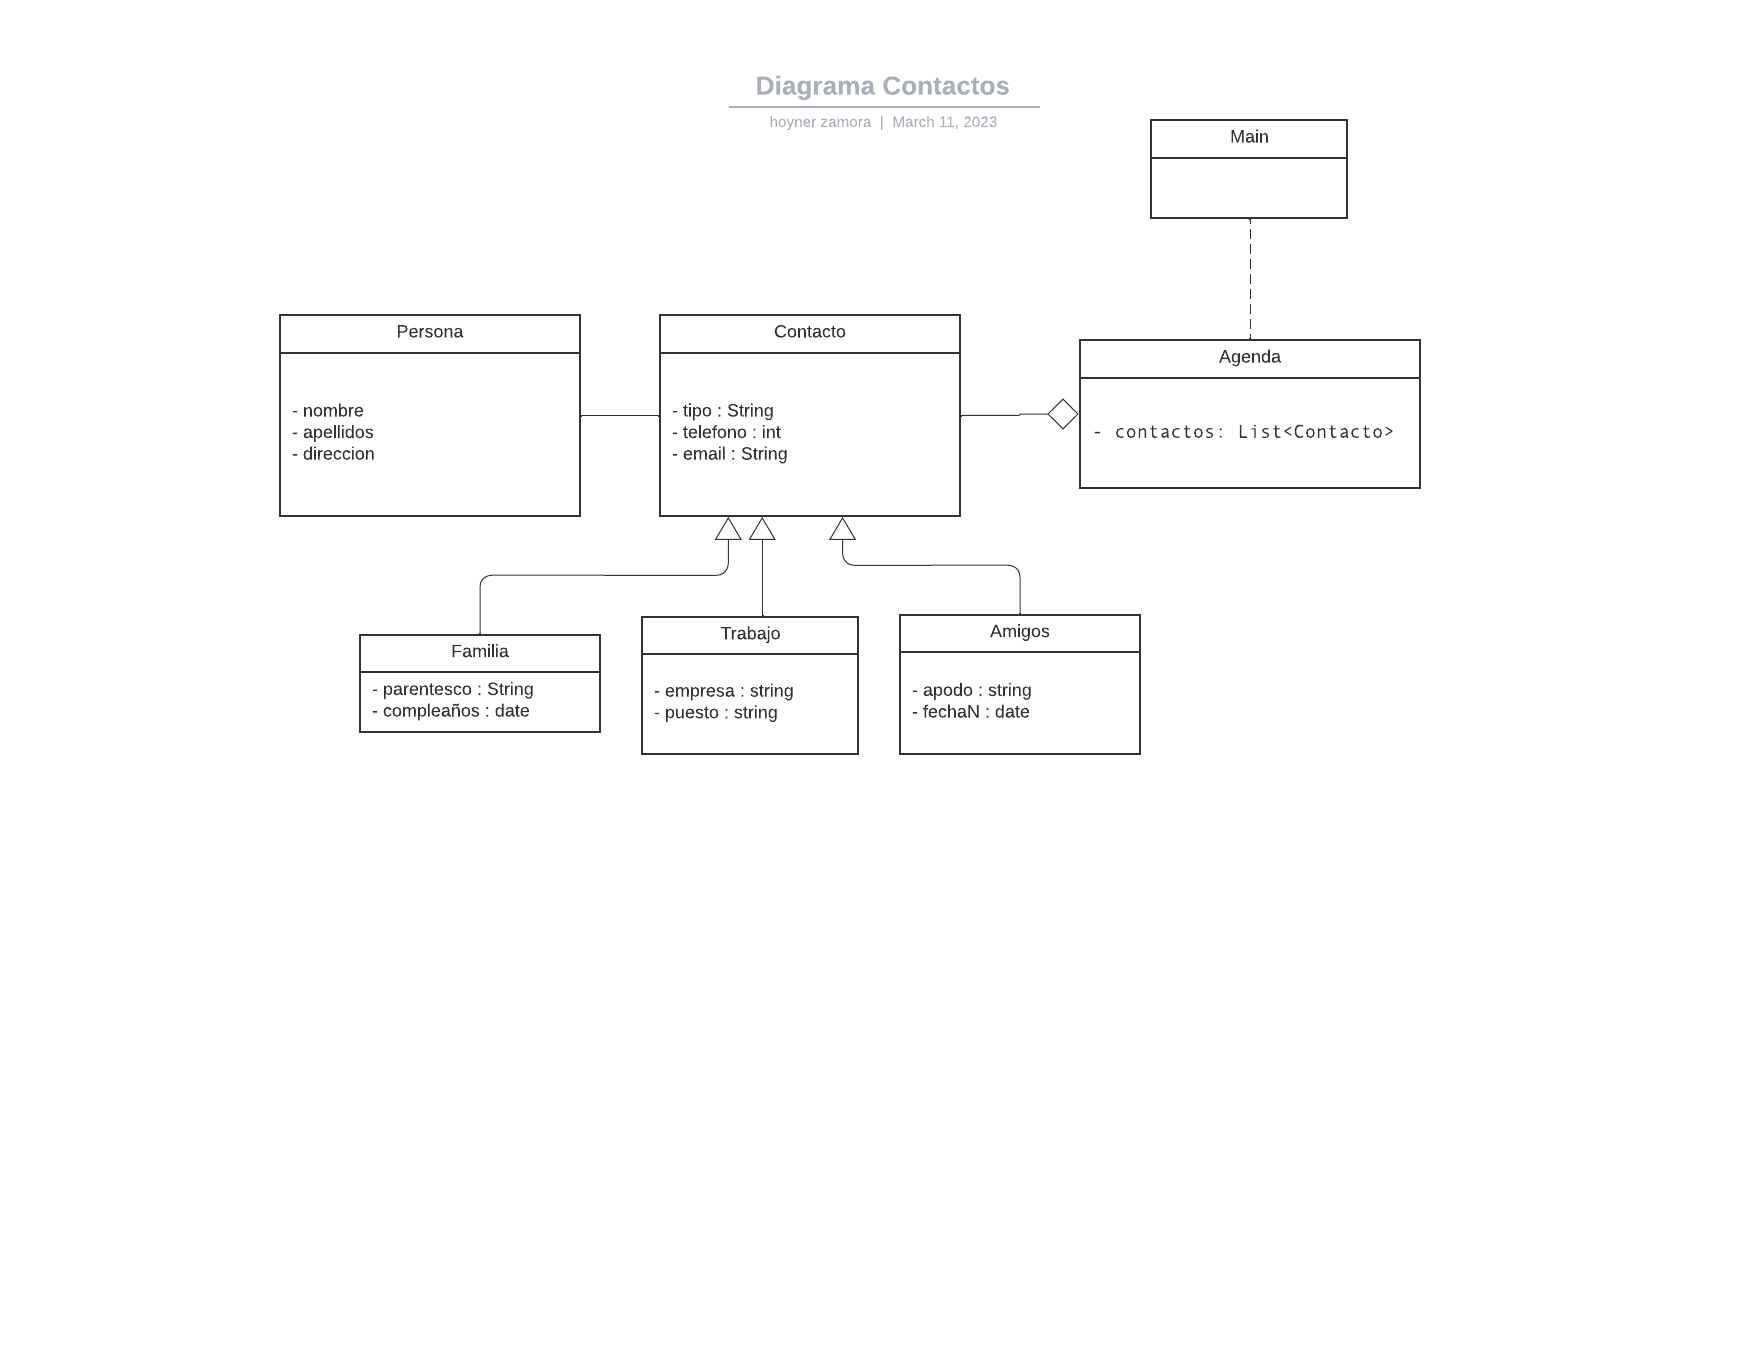 Diagrama Contactos
hoyner zamora | March 11, 2023
Main
Persona
- nombre
- apellidos
- direccion
Contacto
- tipo : String
- telefono : int
- email : String
Agenda
- contactos: List<Contacto>
Familia
- parentesco : String
- compleaños : date
Trabajo
- empresa : string
- puesto : string
Amigos
- apodo : string
- fechaN : date